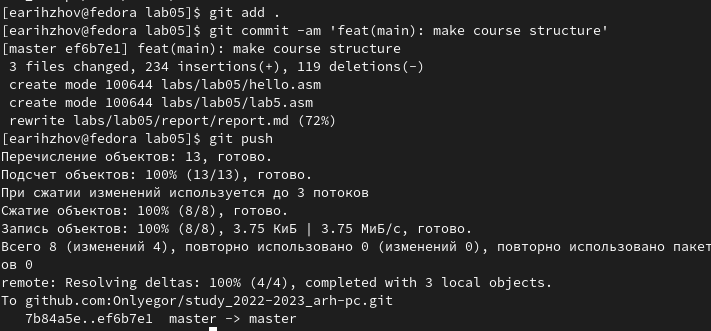 [earihzhov@fedora lab05]$ git add .
[earihzhov@fedora lab05]$ git commit -am 'feat(main): make course structure'
[master ef6b7e1] feat(main): make course structure
 3 files changed, 234 insertions(+), 119 deletions(-)
 create mode 100644 labs/lab05/hello.asm
 create mode 100644 labs/lab05/lab5.asm
 rewrite labs/lab05/report/report.md (72%)
[earihzhov@fedora lab05]$ git push
Перечисление объектов: 13, готово.
Подсчет объектов: 100% (13/13), готово.
При сжатии изменений используется до 3 потоков
Сжатие объектов: 100% (8/8), готово.
Запись объектов: 100% (8/8), 3.75 КиБ | 3.75 МиБ/с, готово.
Всего 8 (изменений 4), повторно использовано 0 (изменений 0), повторно использовано пакет
ов 0
remote: Resolving deltas: 100% (4/4), completed with 3 local objects.
To github.com:Onlyegor/study_2022-2023_arh-pc.git
   7b84a5e..ef6b7e1  master -> master